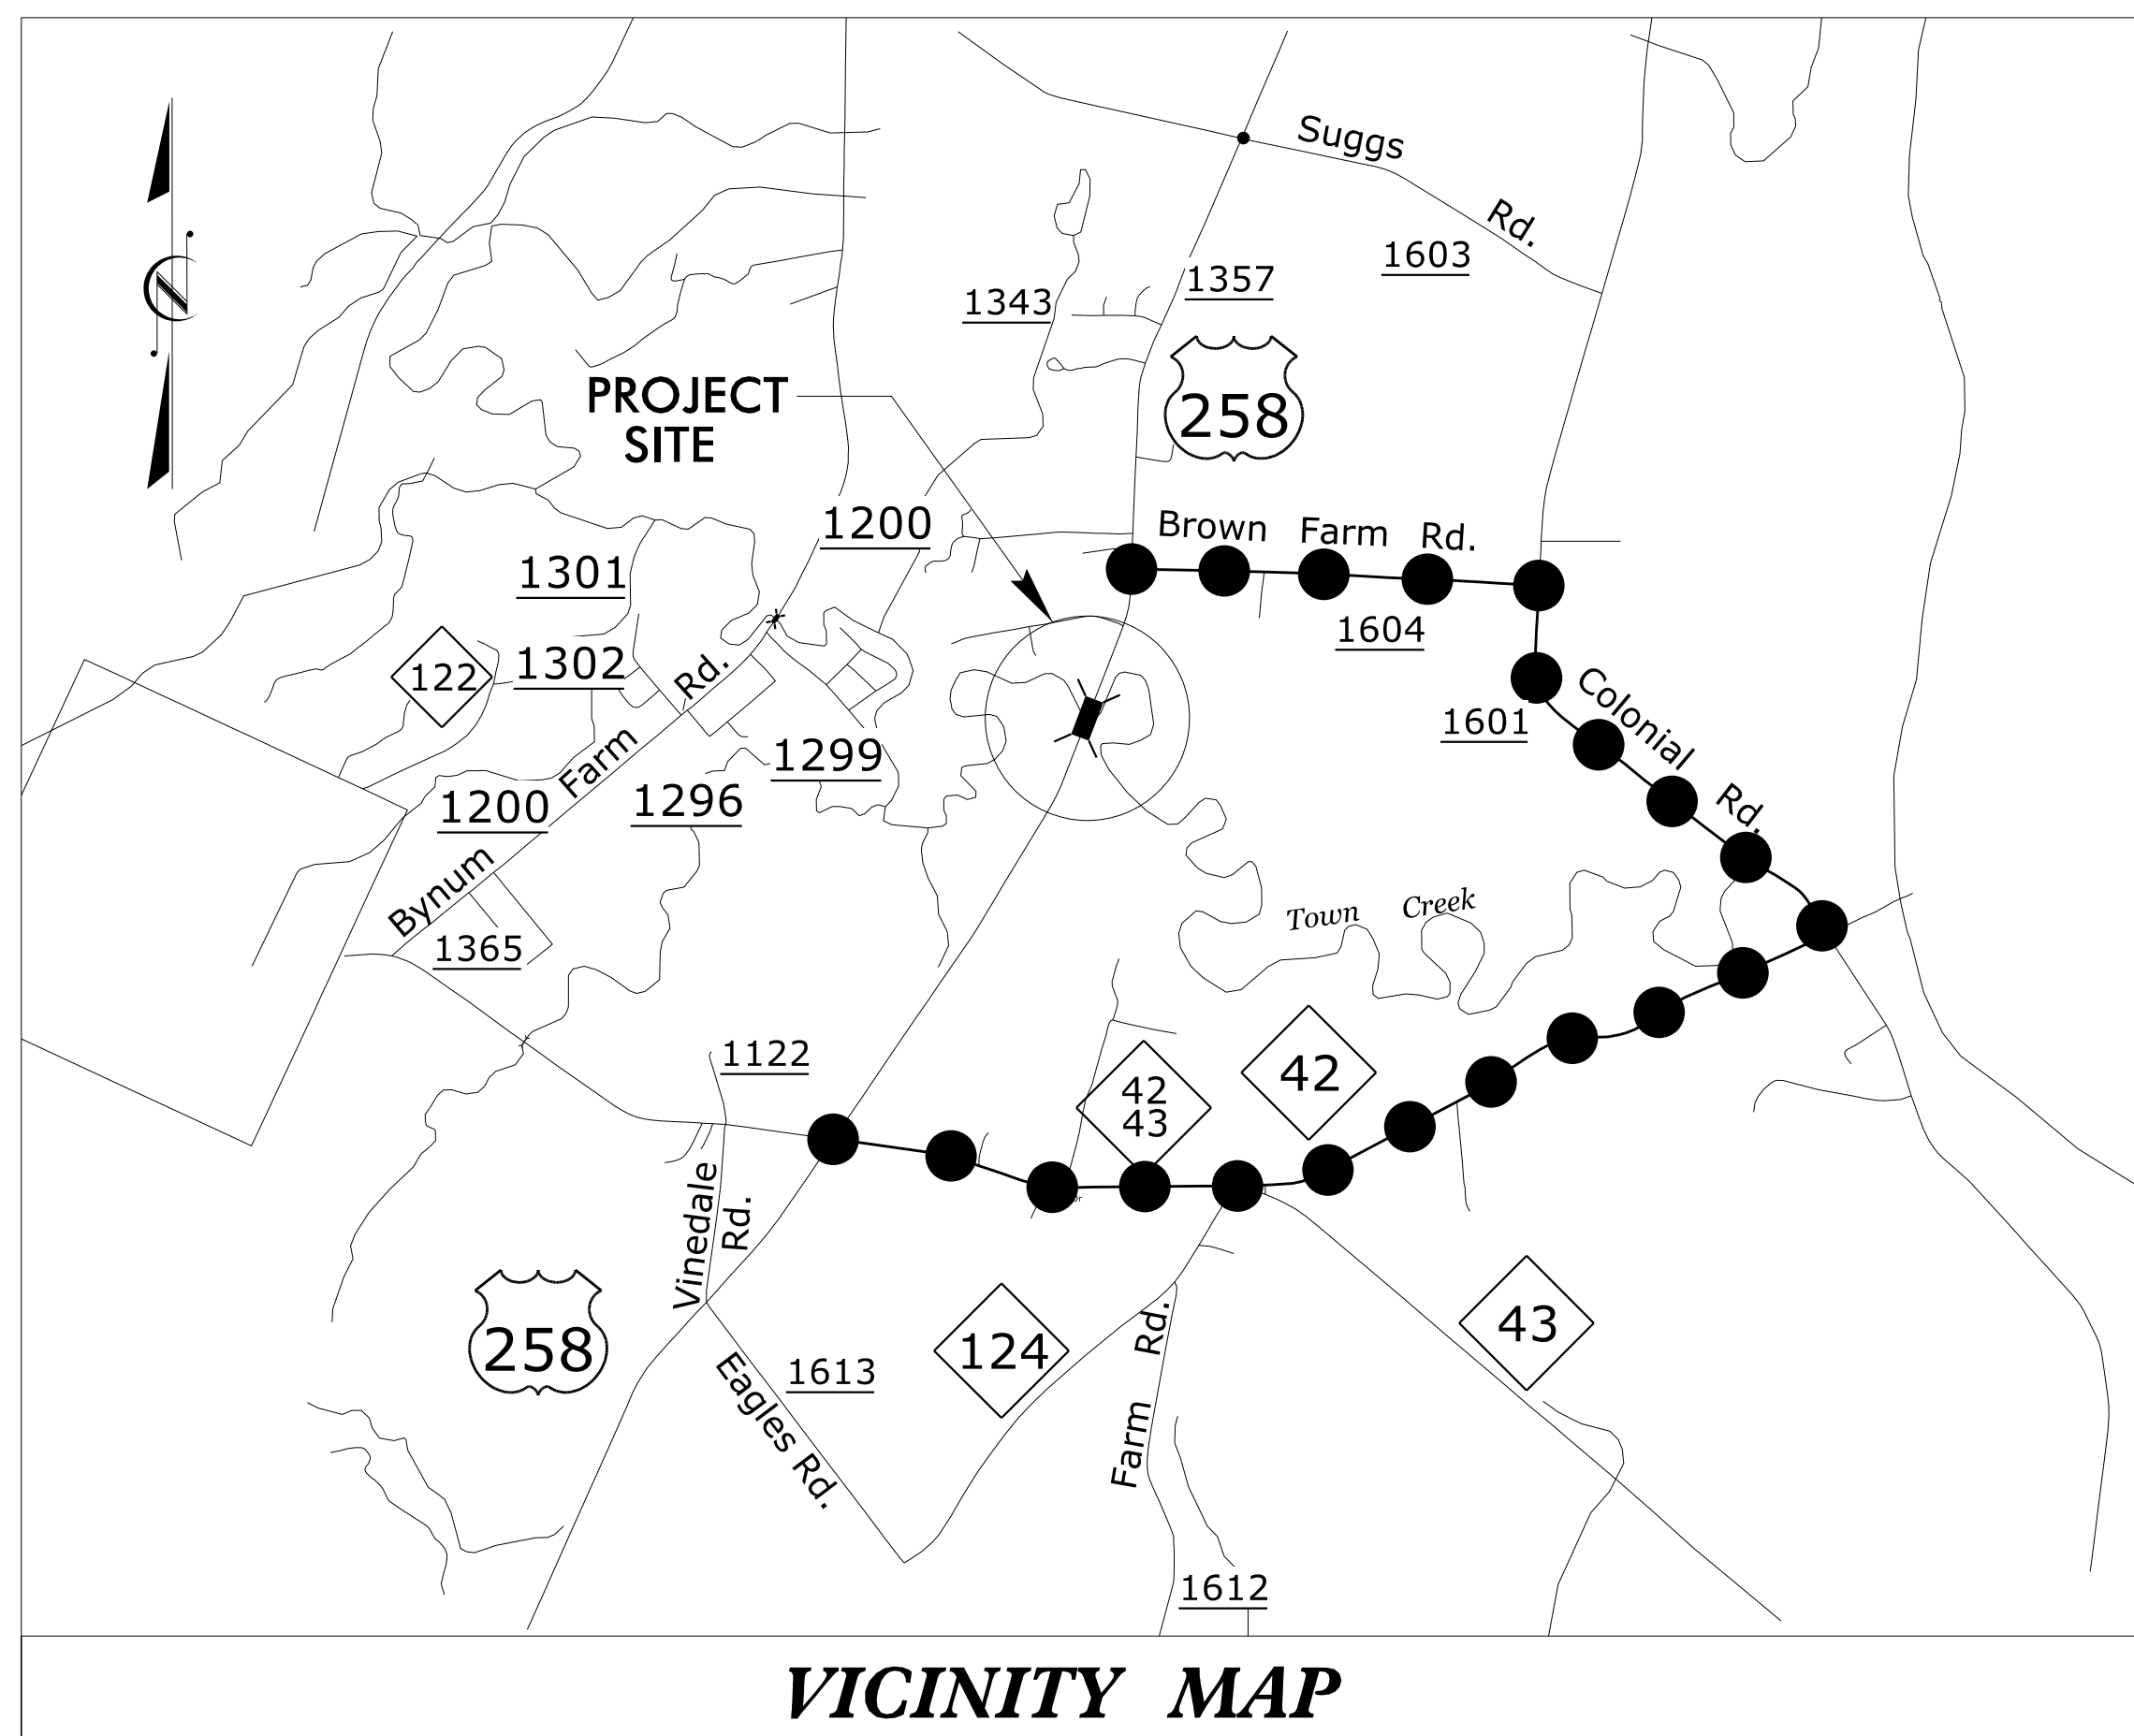 Suggs Rd.
1603
1357
1343
258
PROJECT
SITE
1200
Brown Farm Rd.
1301
1604
122
1302
Colonial Rd.
1601
1299
1200
1296
Bynum Farm Rd.
1365
Town Creek
1122
42
43
42
Vinedale Rd.
258
124
43
Farm Rd.
1613
Eagles Rd.
1612
N
VICINITY MAP